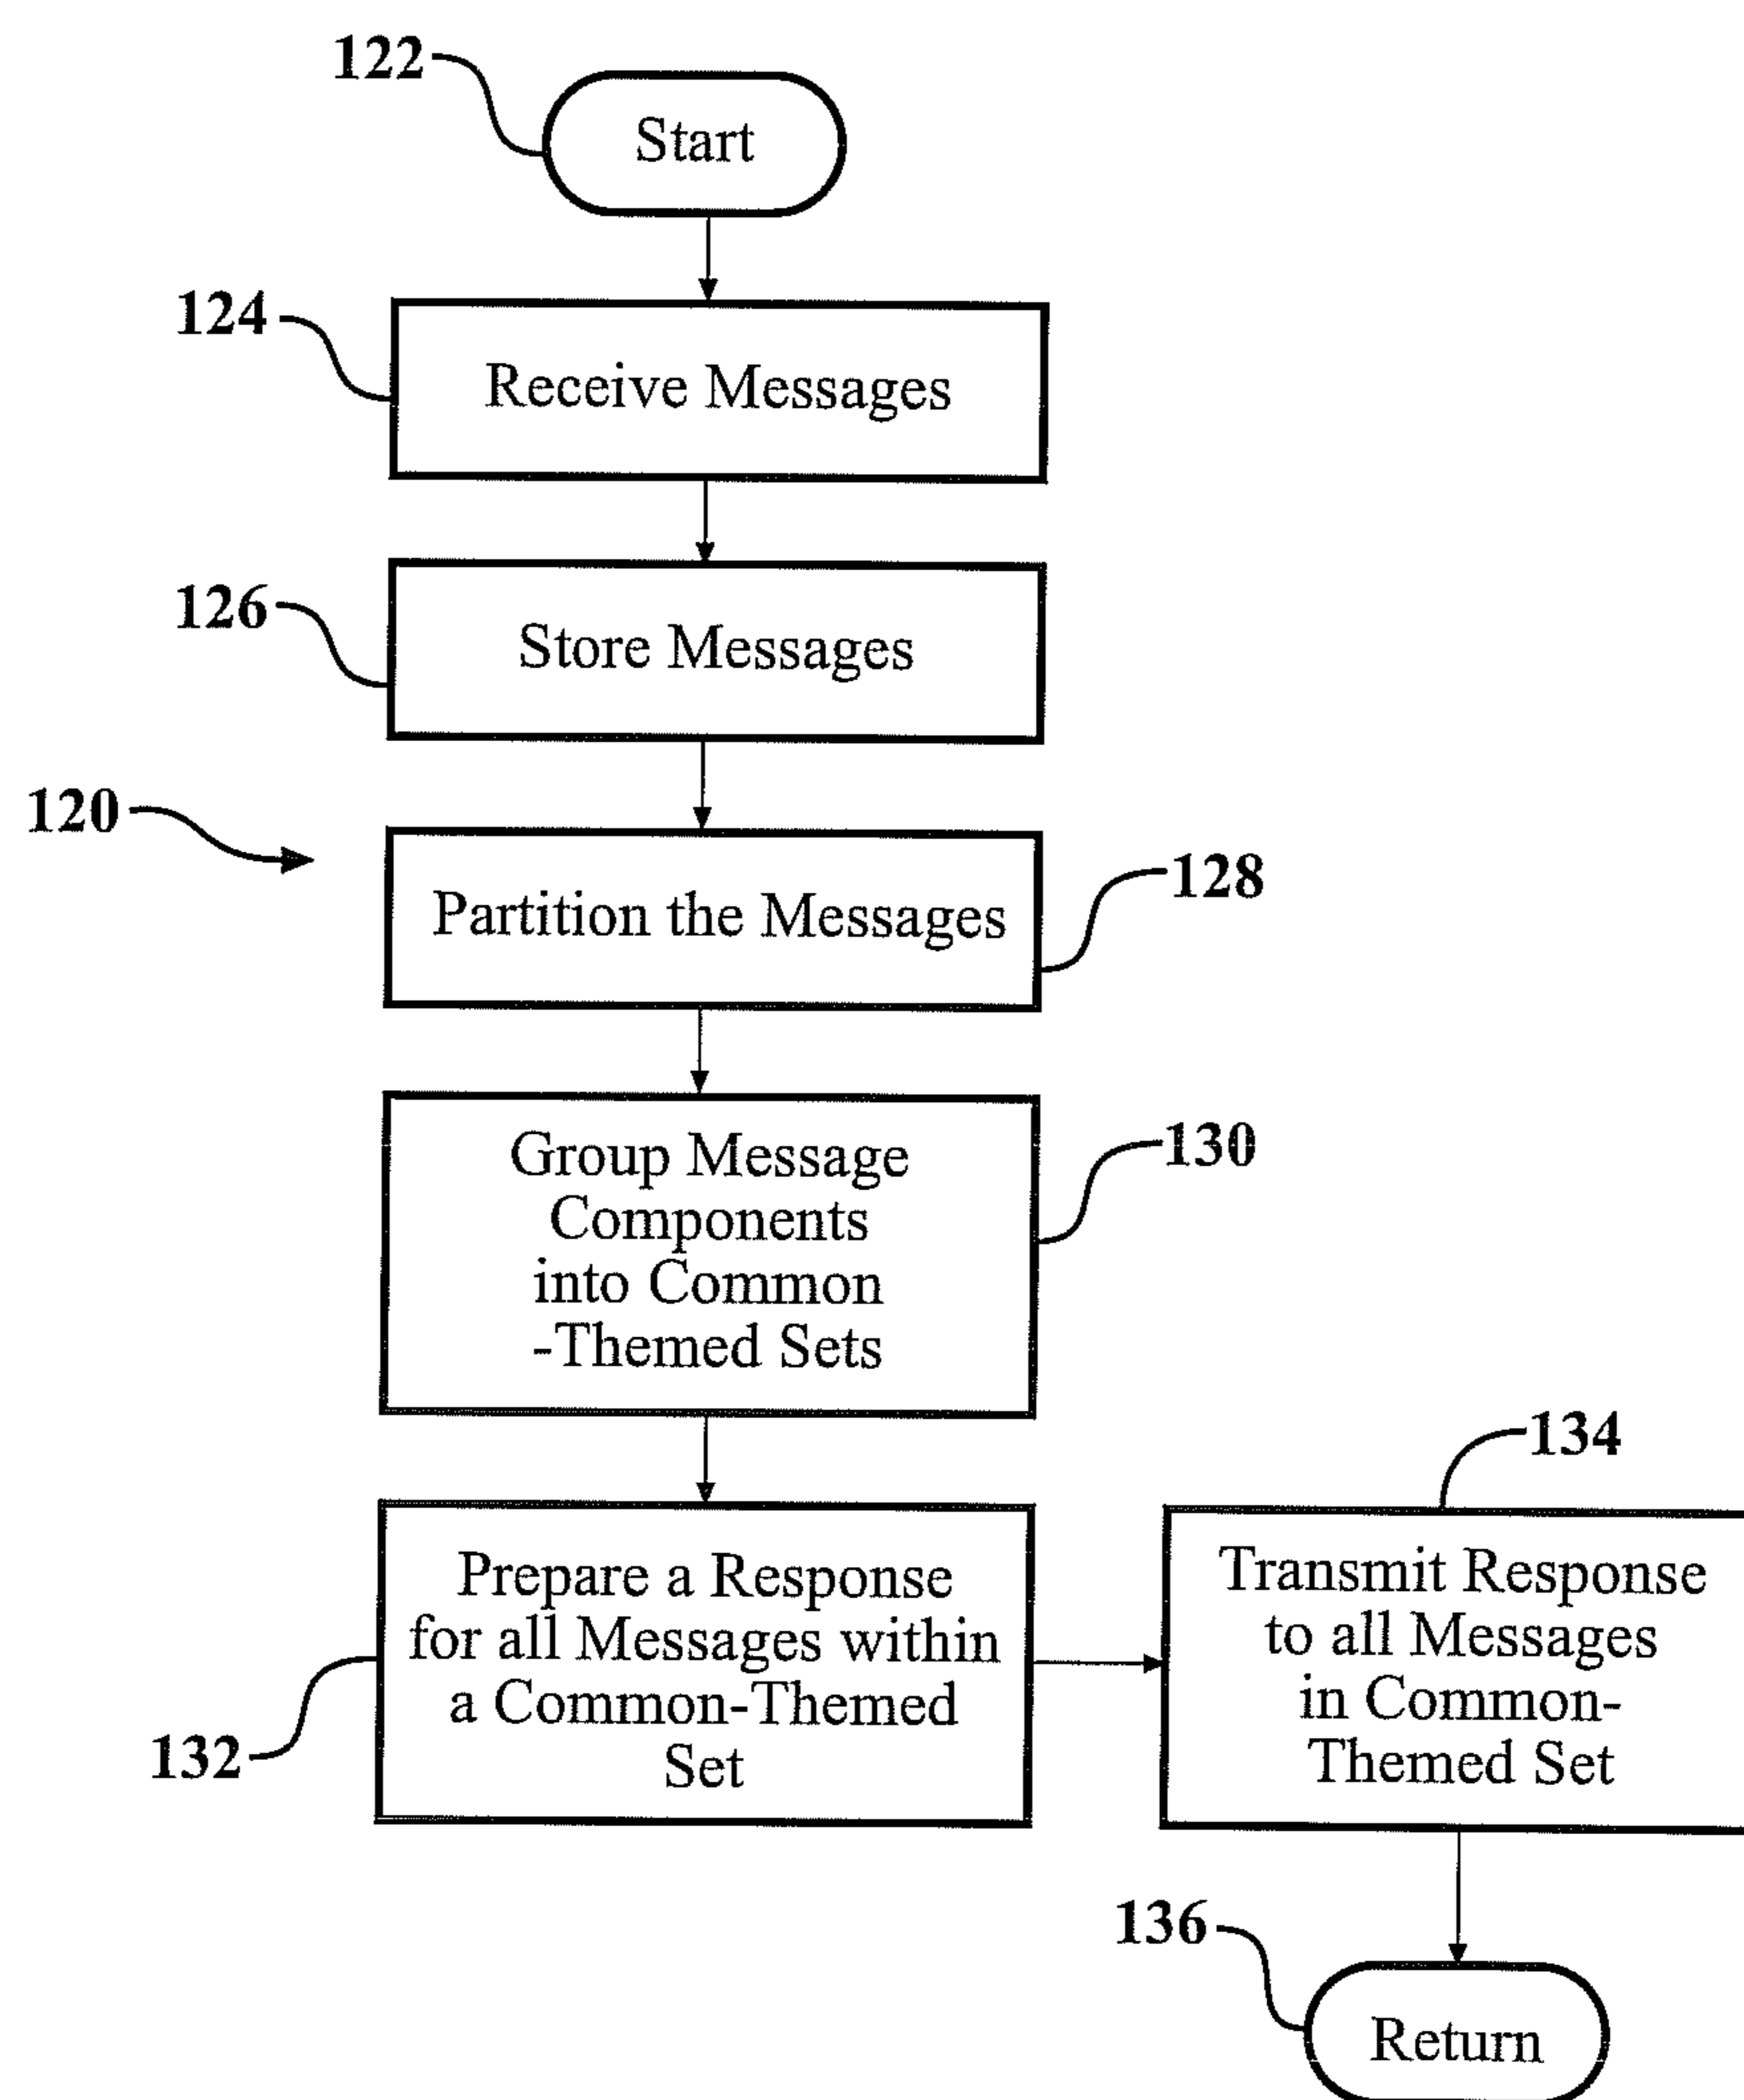 122
Start
124
Receive Messages
126
Store Messages
120
Partition the Messages
128
Group Message
Components
into Common
-Themed Sets
130
Prepare a Response
for all Messages within
a Common-Themed
Set
132
134
Transmit Response
to all Messages
in Common-
Themed Set
136
Return